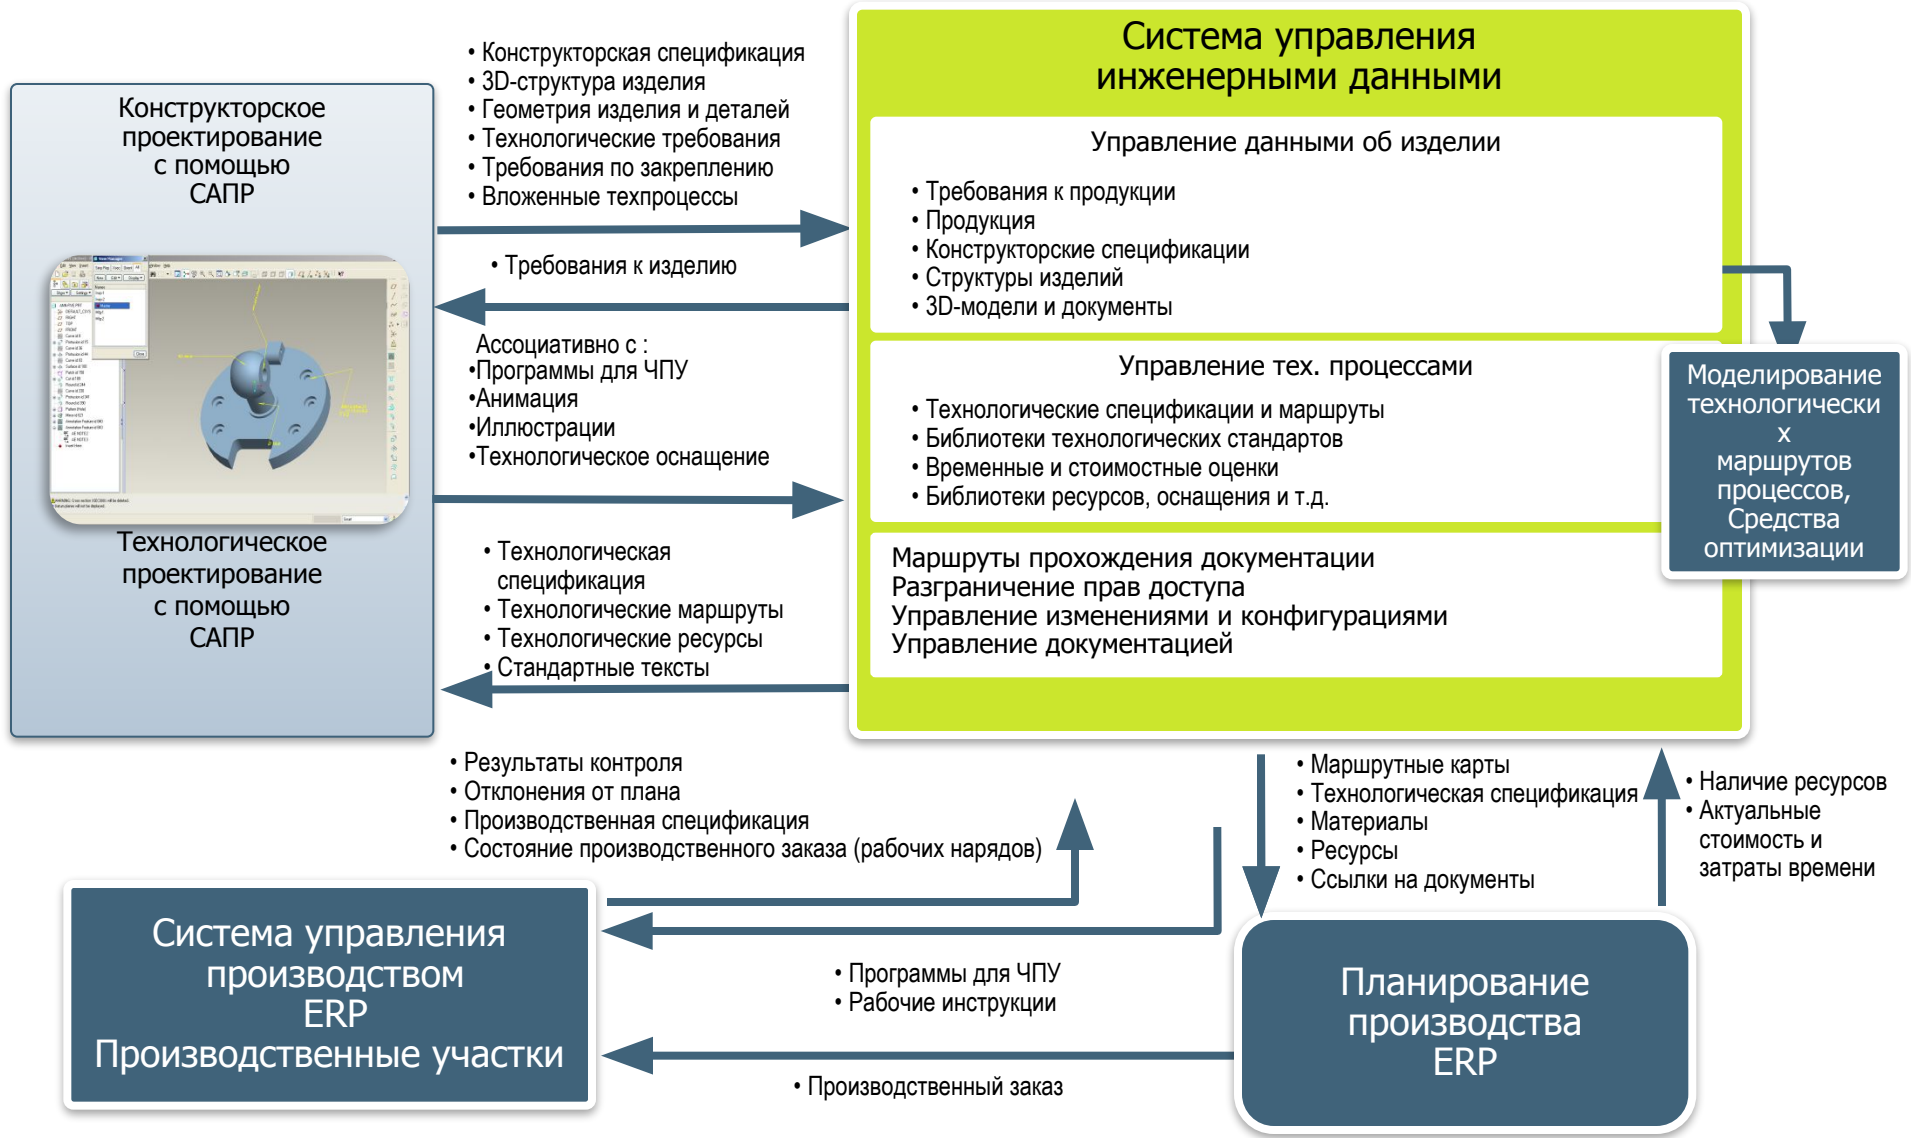 Конструкторское
проектирование
с помощью
САПР
Технологическое
проектирование
с помощью
САПР
• Конструкторская спецификация
• 3D-структура изделия
• Геометрия изделия и деталей
• Технологические требования
• Требования по закреплению
• Вложенные техпроцессы
• Требования к изделию
Ассоциативно с :
•Программы для ЧПУ
•Анимация
•Иллюстрации
•Технологическое оснащение
• Технологическая
спецификация
• Технологические маршруты
• Технологические ресурсы
• Стандартные тексты
Система управления
инженерными данными
Управление данными об изделии
• Требования к продукции
• Продукция
• Конструкторские спецификации
• Структуры изделий
• 3D-модели и документы
Управление тех. процессами
• Технологические спецификации и маршруты
• Библиотеки технологических стандартов
• Временные и стоимостные оценки
• Библиотеки ресурсов, оснащения и т.д.
Маршруты прохождения документации
Разграничение прав доступа
Управление изменениями и конфигурациями
Управление документацией
Моделирование
технологически
х
маршрутов
процессов,
Средства
оптимизации
• Результаты контроля
• Отклонения от плана
• Производственная спецификация
• Состояние производственного заказа (рабочих нарядов)
• Маршрутные карты
• Технологическая спецификация
• Материалы
• Ресурсы
• Ссылки на документы
• Наличие ресурсов
• Актуальные
стоимость и
затраты времени
Система управления
производством
ERP
Производственные участки
• Программы для ЧПУ
• Рабочие инструкции
• Производственный заказ
Планирование
производства
ERP